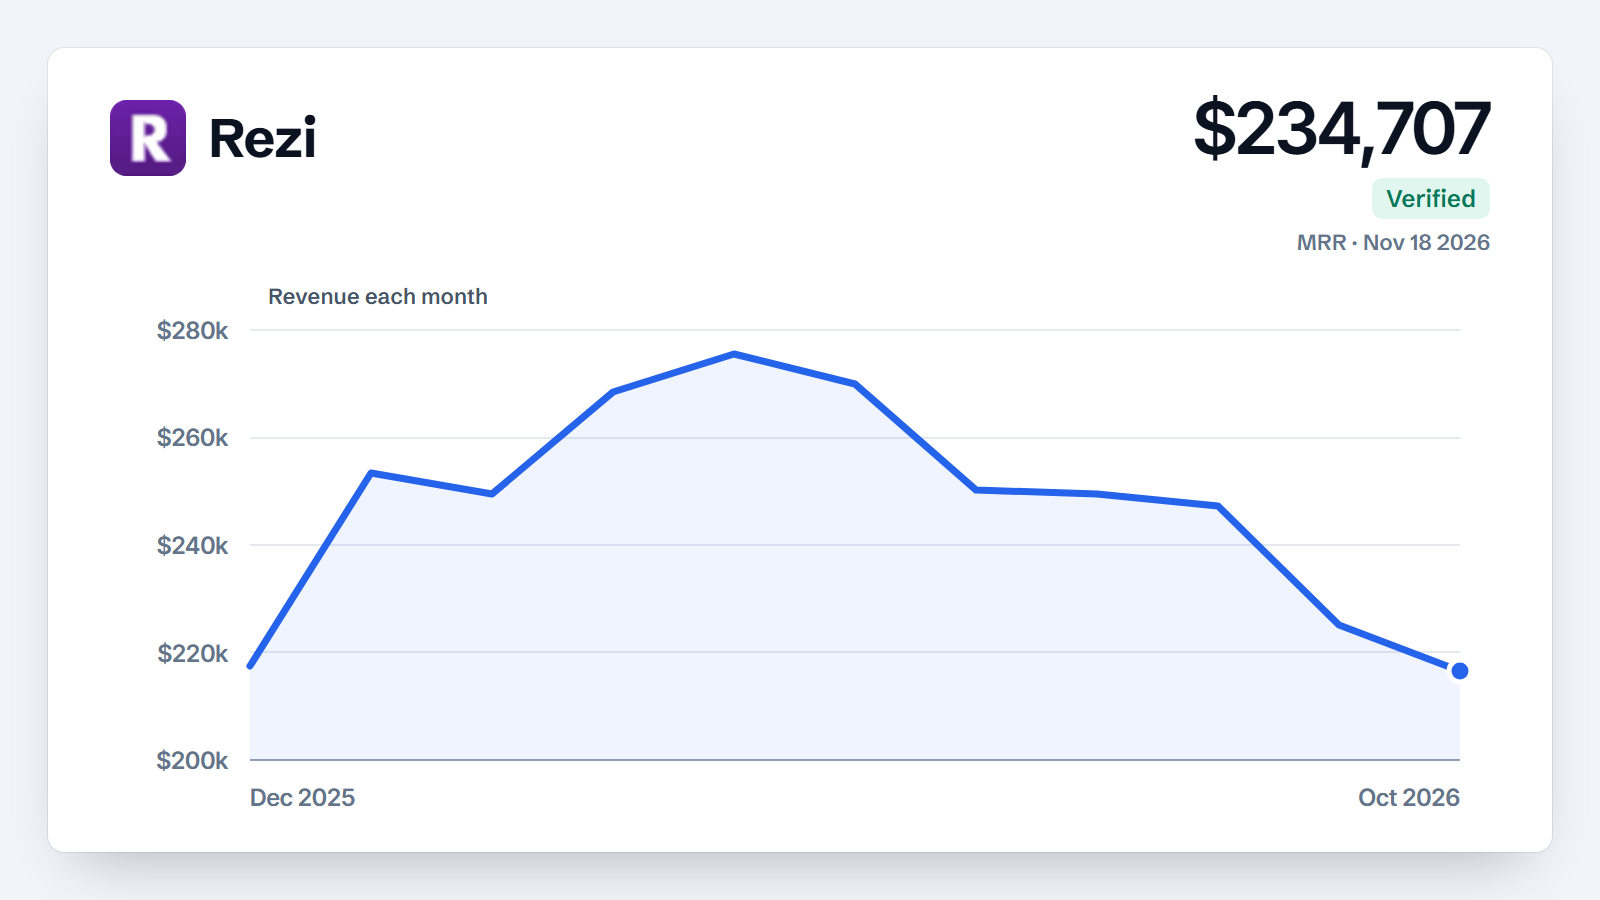 R
Rezi
$234,707
Verified
MRR · Nov 18 2026
Revenue each month
$280k
$260k
$240k
$220k
$200k
Dec 2025
Oct 2026